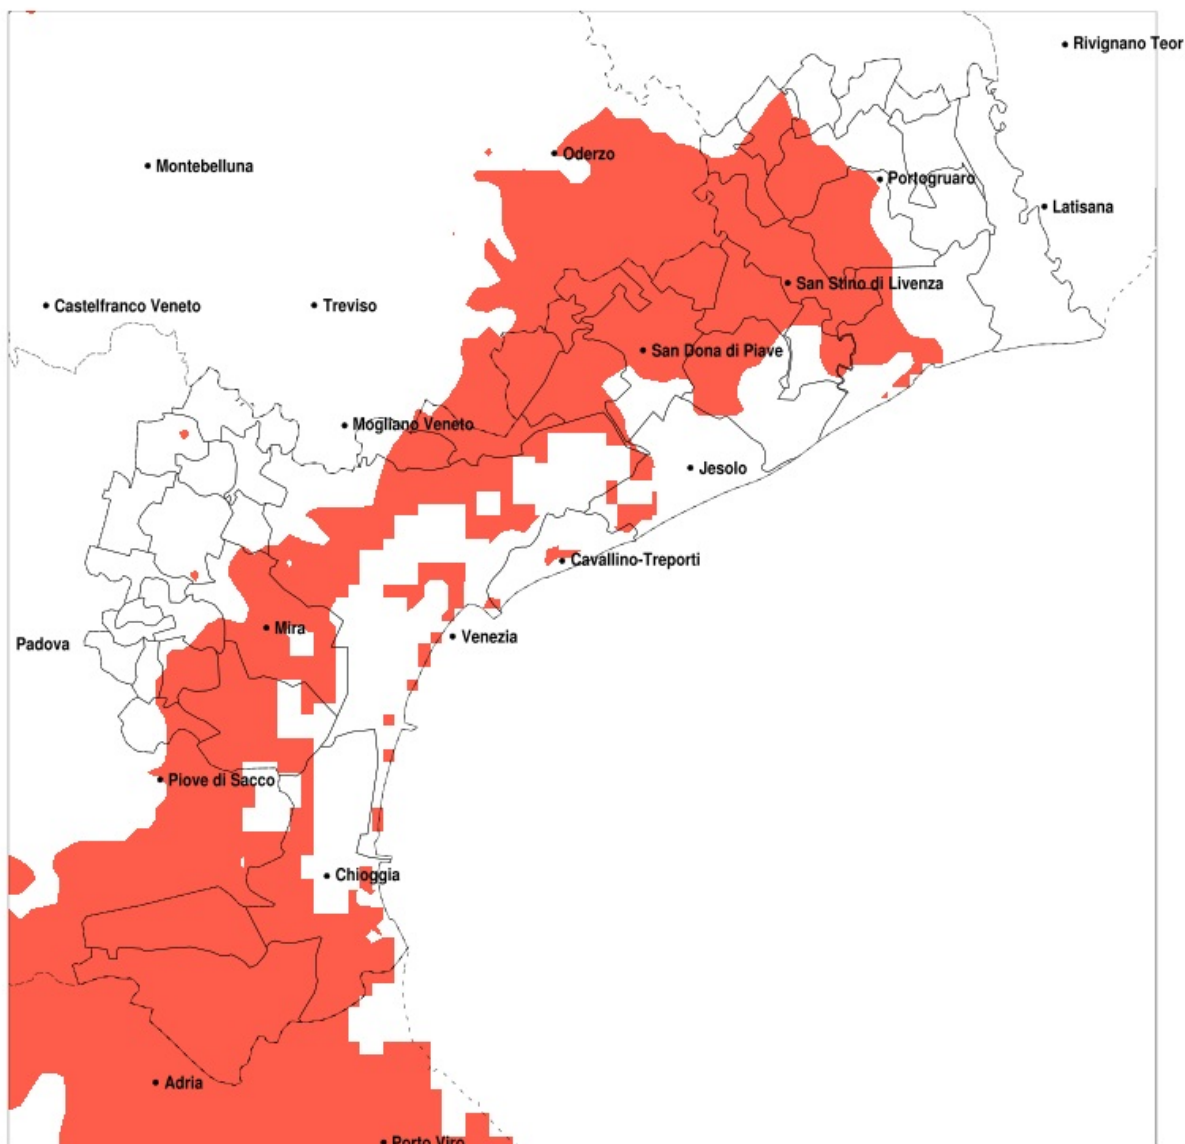 Rivignano Teor
Oderzo
Montebelluna
Portogruaro
Latisana
San Stino di Livenza
Castelfranco Veneto
Treviso
San Dona di Piave
Mogliano Veneto
Jesolo
Cavallino-Treporti
Mira
Venezia
Padova
Piove di Sacco
Chioggia
Adria
Porto Viro